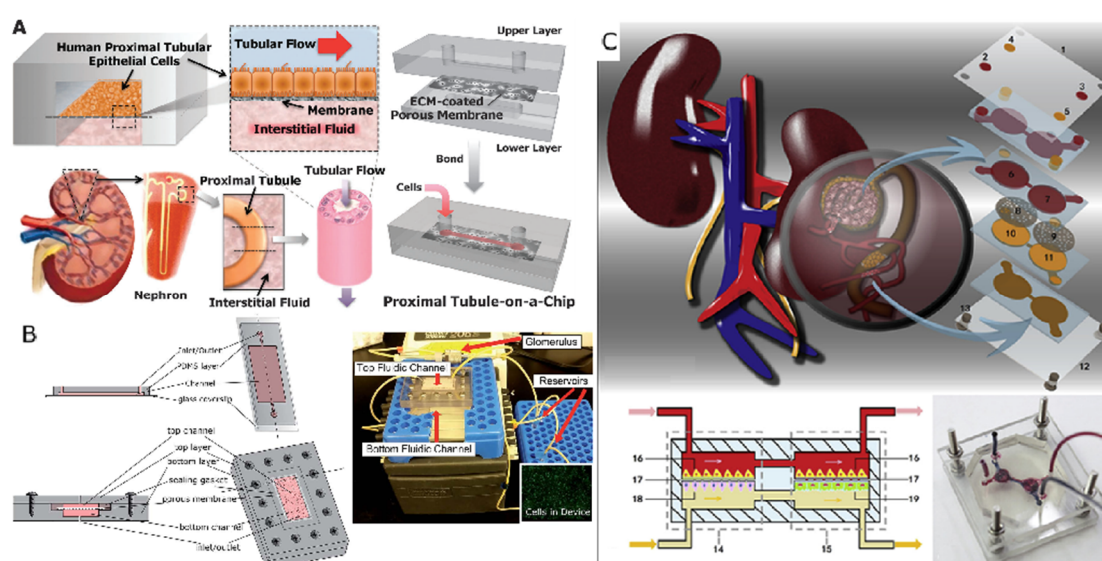 A
Human Proximal Tubular
Epithelial Cells
Tubular Flow
Membrane
Interstitial Fluid
Upper Layer
ECM-coated
Porous Membrane
Lower Layer
Bond
Cells
Proximal Tubule
Tubular Flow
Nephron
Interstitial Fluid
Proximal Tubule-on-a-Chip
B
Inlet/Outlet
PDMS layer
Channel
glass coverslip
top channel
top layer
bottom layer
sealing gasket
porous membrane
bottom channel
inlet/outlet
Glomerulus
Top Fluidic Channel
Reservoirs
Bottom Fluidic Channel
Cells in Device
C
4
1
2
3
5
6
7
8
9
10
11
13
12
16
16
17
17
18
19
14
15